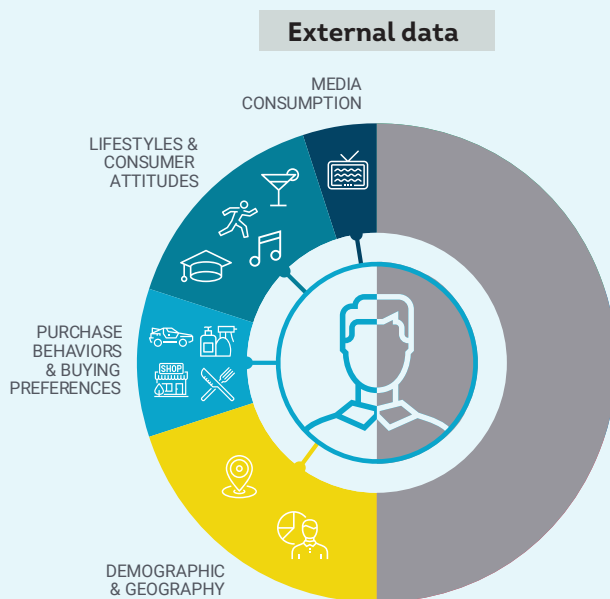 External data
MEDIA
CONSUMPTION
LIFESTYLES &
CONSUMER
ATTITUDES
PURCHASE
BEHAVIORS
& BUYING
PREFERENCES
SHOP
DEMOGRAPHIC
& GEOGRAPHY